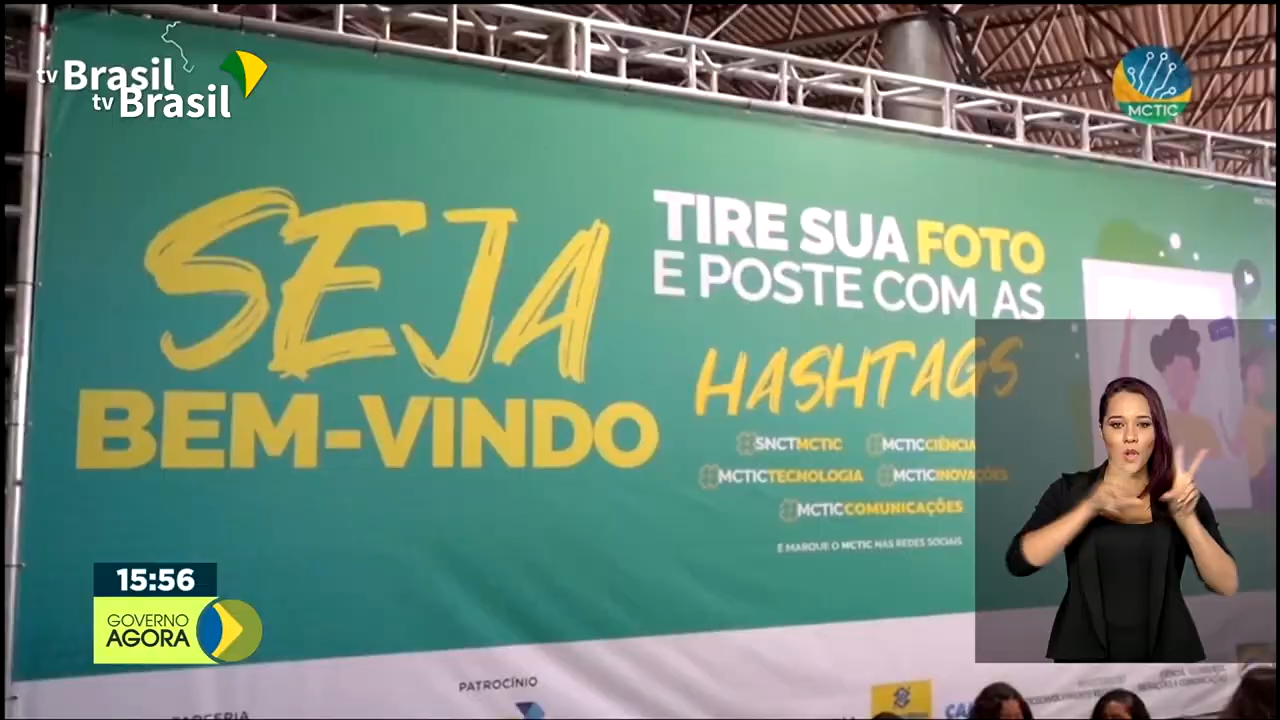 tv Brasil
tv Brasil
MCTIC
SEJA
BEM-VINDO
TIRE SUA FOTO
E POSTE COM AS
HASHTAGS
#SNCTMCTIC #MCTICCIÊNCIA
#MCTICTECNOLOGIA #MCTICINOVAÇÕES
#MCTICCOMUNICAÇÕES
E MARQUE O MCTIC NAS REDES SOCIAIS
15:56
GOVERNO
AGORA
PATROCÍNIO
PARCERIA